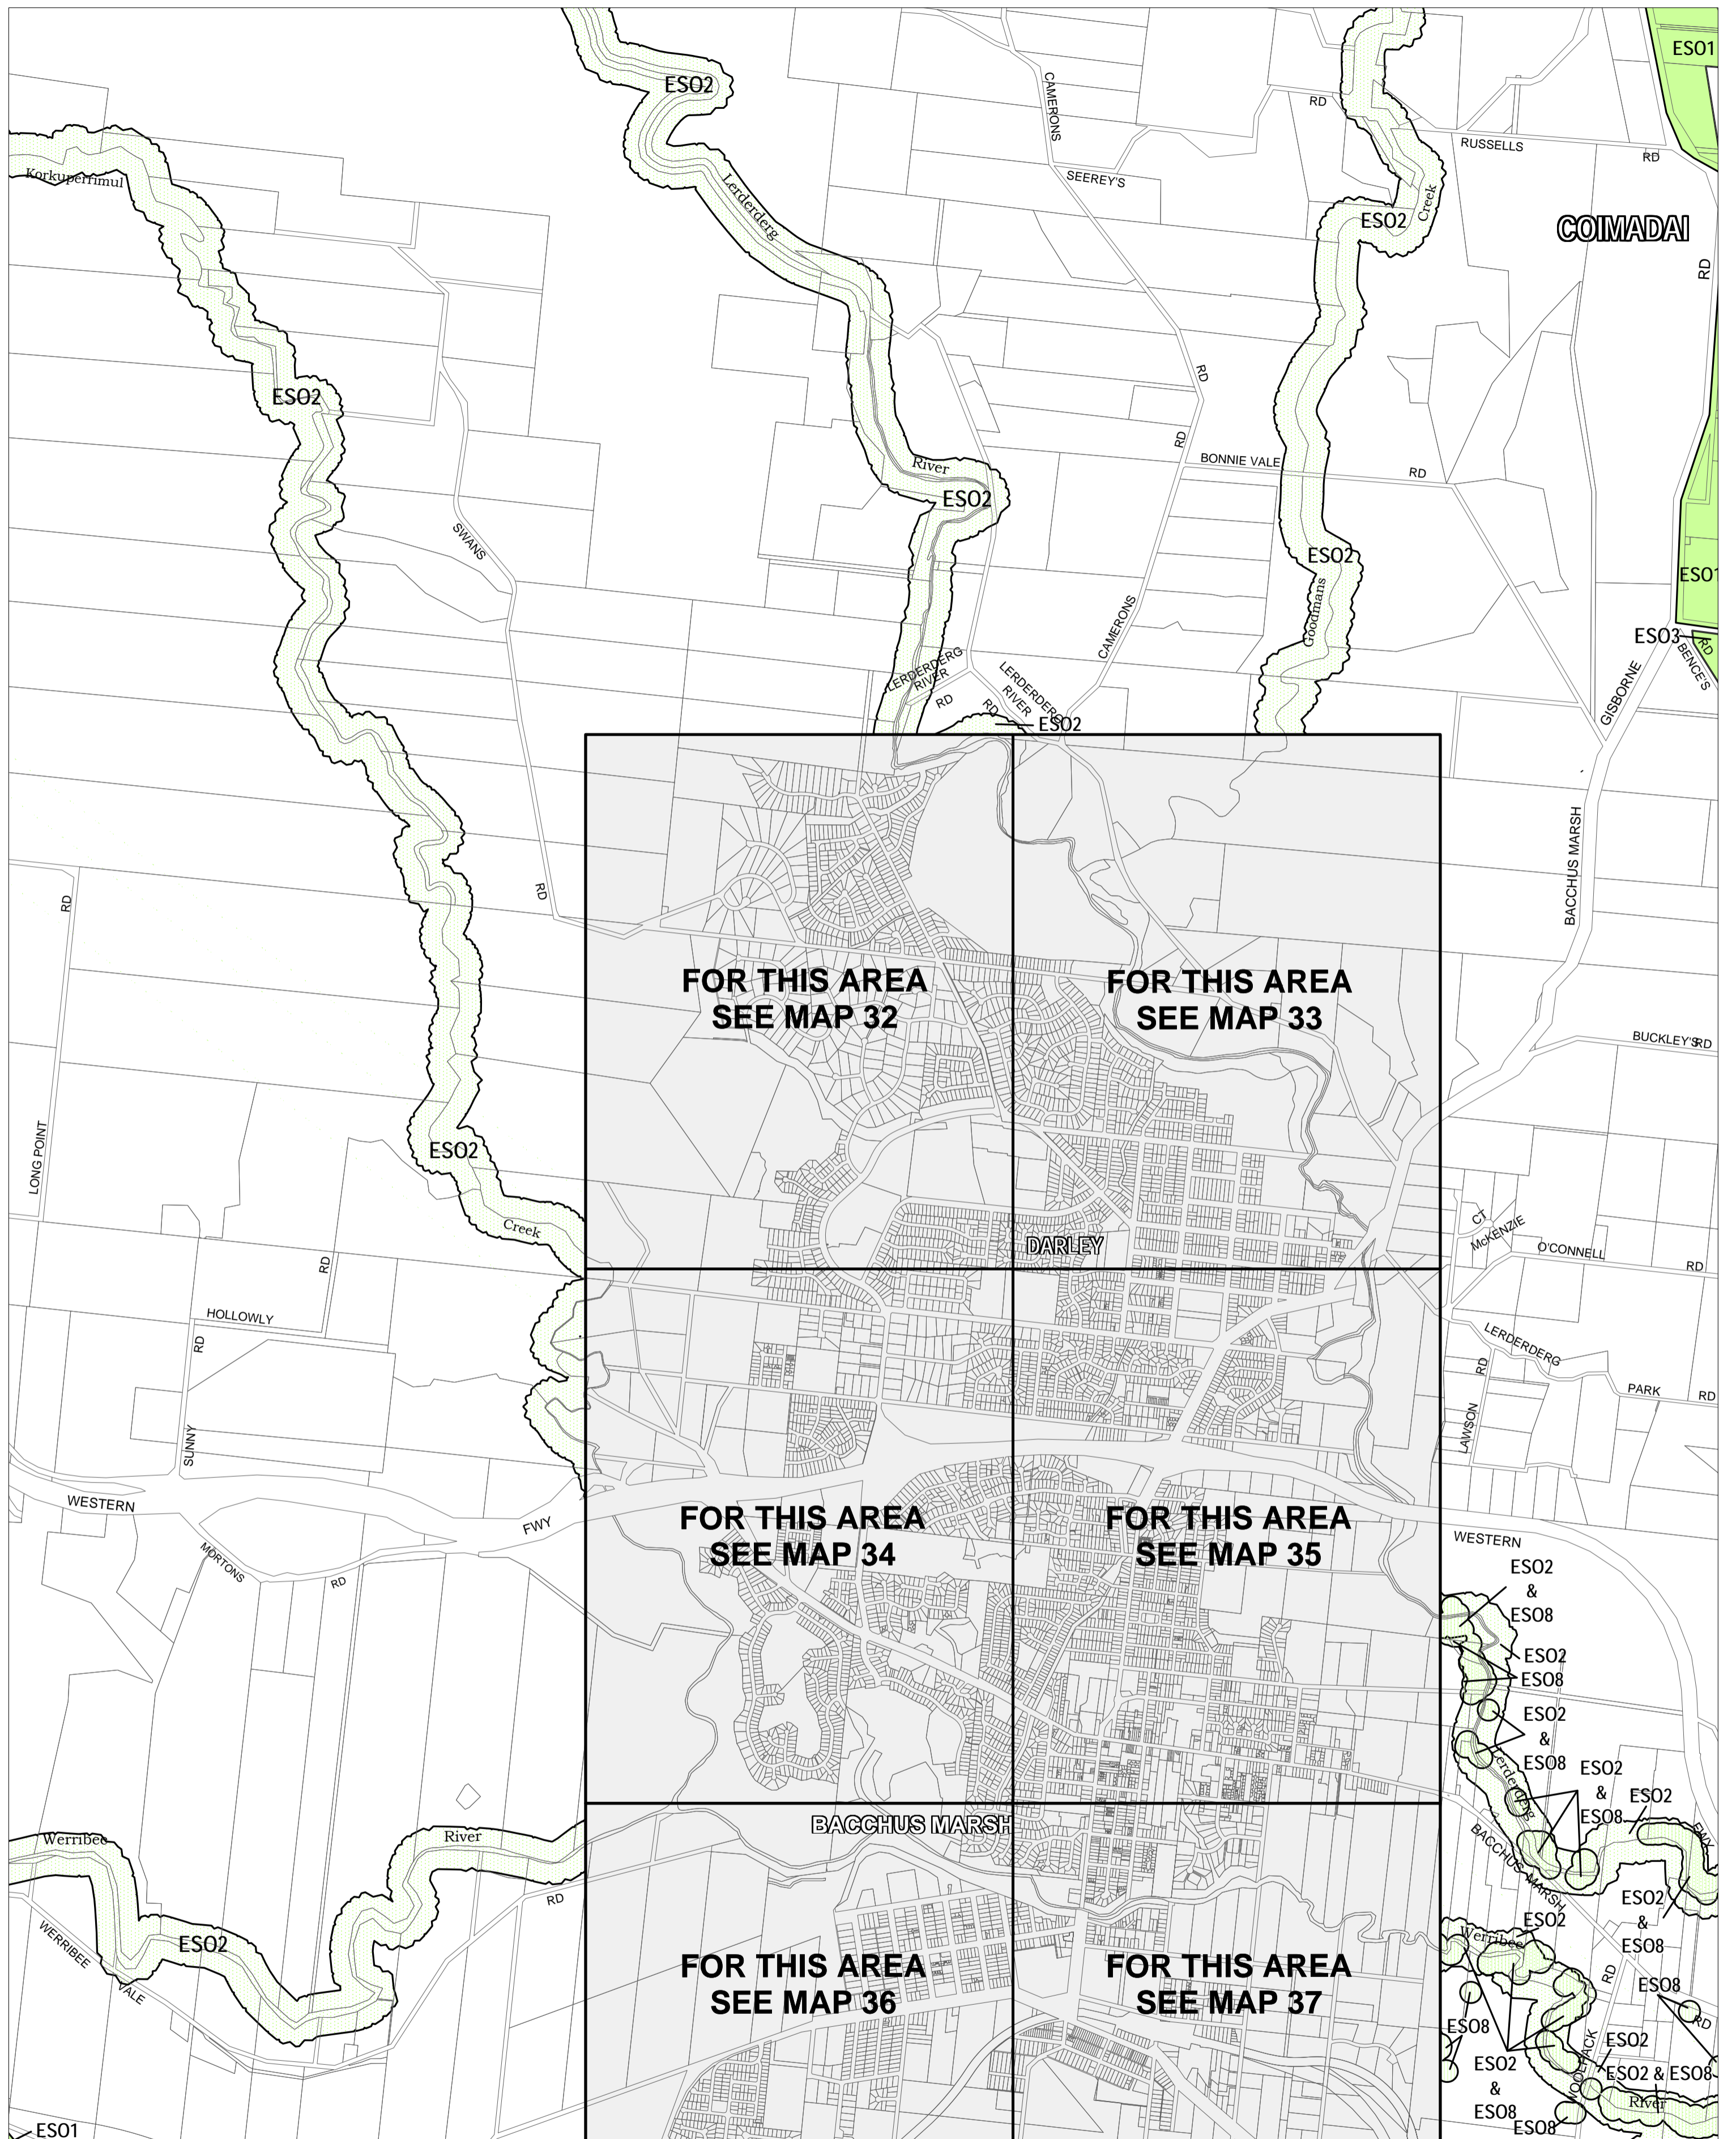 ESO1
ESO2
CAMERONS
RD
RUSSELLS
RD
Korkuperrimul
SEEREY'S
Lerderderg
Creek
ESO2
COIMADAI
RD
ESO2
RD
RD
River
BONNIE VALE
RD
ESO2
SWANS
ESO2
ESO1
Goodmans
CAMERONS
ESO3
RD
BENCE'S
LERDERDERG
RIVER
RD
LERDERDERG
RIVER
RD
GISBORNE
ESO2
BACCHUS MARSH
RD
RD
FOR THIS AREA
SEE MAP 32
FOR THIS AREA
SEE MAP 33
BUCKLEY'S
RD
LONG POINT
ESO2
Creek
CT
McKENZIE
DARLEY
O'CONNELL
RD
RD
HOLLOWLY
RD
LERDERDERG
RD
PARK
RD
SUNNY
LAWSON
WESTERN
FWY
FOR THIS AREA
SEE MAP 34
FOR THIS AREA
SEE MAP 35
WESTERN
MORTONS
RD
ESO2
&
ESO8
ESO2
ESO8
ESO2
&
ESO8
Lerderderg
ESO2
&
ESO8
ESO2
FWY
BACCHUS MARSH
Werribee
River
BACCHUS MARSH
RD
ESO2
&
ESO8
ESO2
Werribee
WERRIBEE
VALE
ESO2
FOR THIS AREA
SEE MAP 36
FOR THIS AREA
SEE MAP 37
RD
ESO8
RD
ESO8
WOOLPACK
ESO2
ESO2
&
ESO8
ESO2 & ESO8
River
ESO8
ESO1